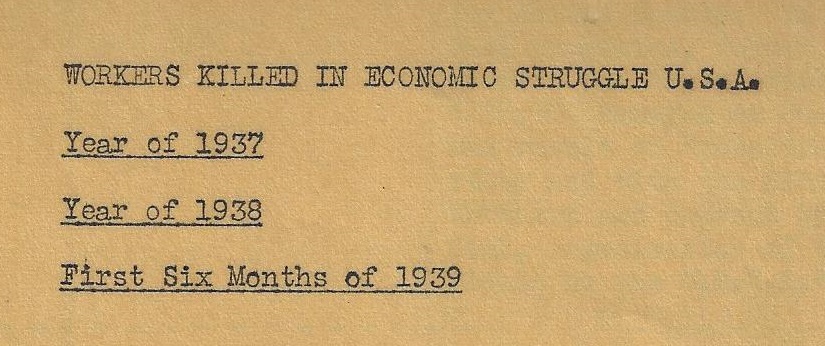 WORKERS KILLED IN ECONOMIC STRUGGLE U.S.A.
Year of 1937
Year of 1938
First Six Months of 1939